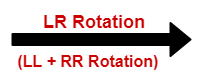 LR Rotation
(LL + RR Rotation)